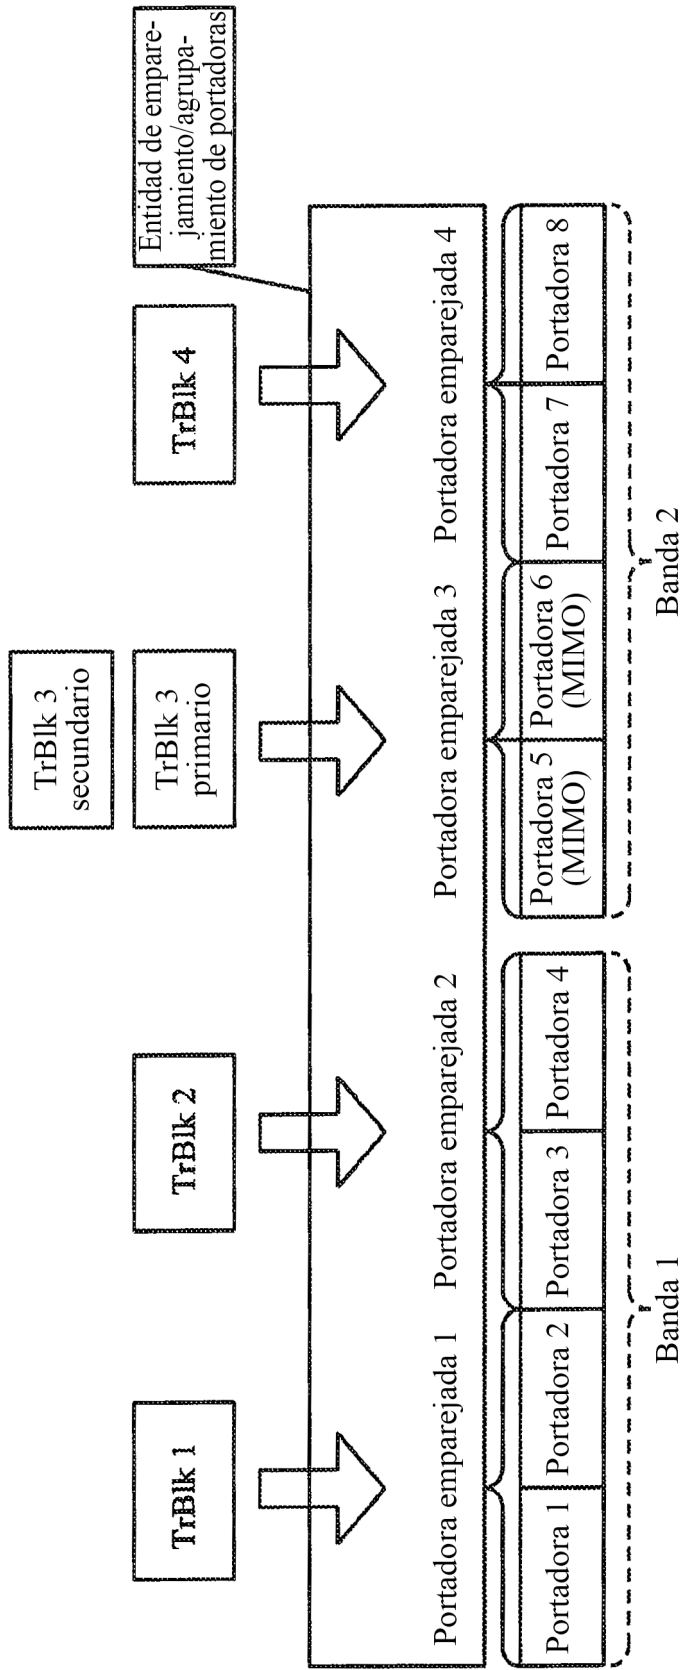 TrBlk 3
secundario
TrBlk 1
TrBlk 2
TrBlk 3
primario
TrBlk 4
Entidad de empare-
jamiento/agrupa-
miento de portadoras
Portadora emparejada 1
Portadora emparejada 2
Portadora emparejada 3
Portadora emparejada 4
Portadora 1
Portadora 2
Portadora 3
Portadora 4
Portadora 5
(MIMO)
Portadora 6
(MIMO)
Portadora 7
Portadora 8
Banda 1
Banda 2